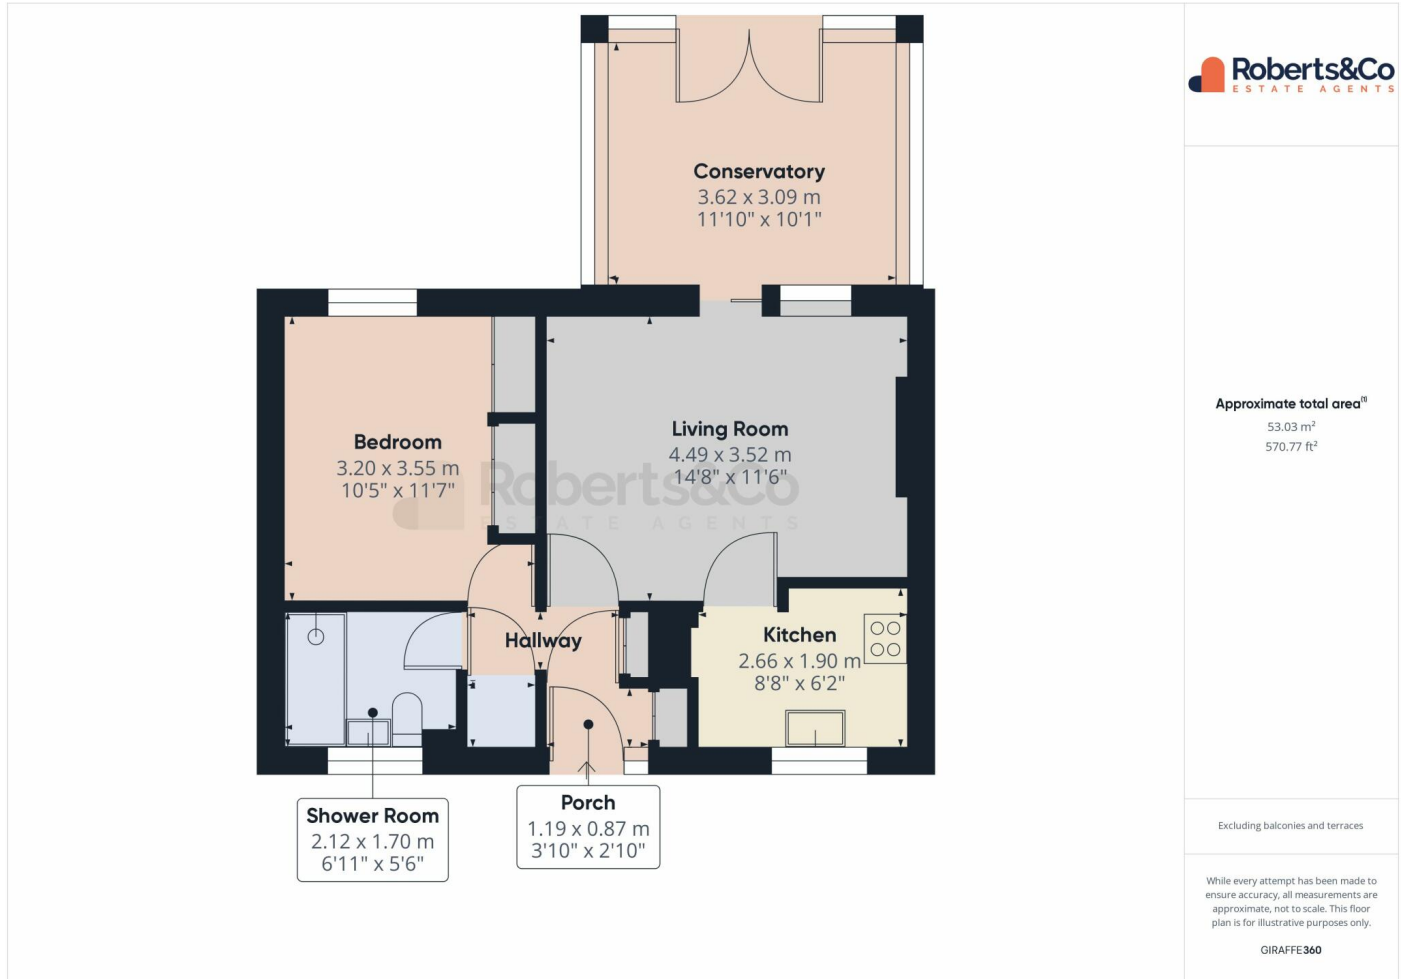 Roberts&Co
ESTATE AGENTS
Conservatory
3.62 x 3.09 m
11'10" x 10'1"
Bedroom
3.20 x 3.55 m
10'5" x 11'7"
Living Room
4.49 x 3.52 m
14'8" x 11'6"
Roberts&Co
ESTATE AGENTS
Hallway
Kitchen
2.66 x 1.90 m
8'8" x 6'2"
Shower Room
2.12 x 1.70 m
6'11" x 5'6"
Porch
1.19 x 0.87 m
3'10" x 2'10"
Approximate total area(1)
53.03 m²
570.77 ft²
Excluding balconies and terraces
While every attempt has been made to
ensure accuracy, all measurements are
approximate, not to scale. This floor
plan is for illustrative purposes only.
GIRAFFE360